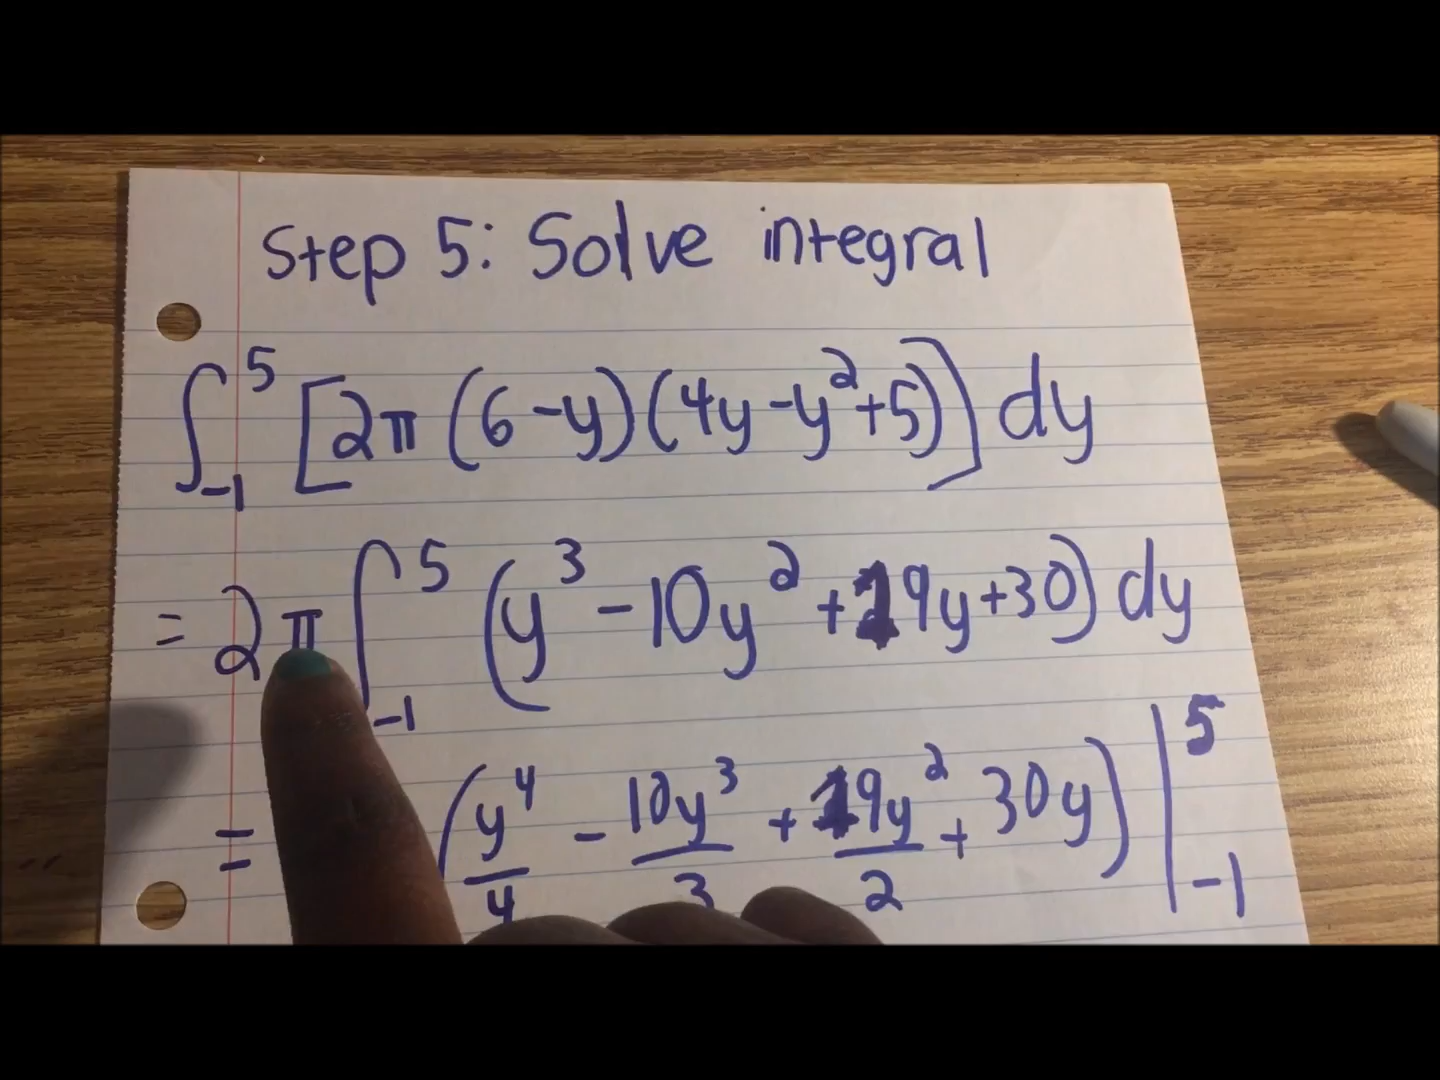 Step 5: Solve integral
∫₋₁⁵ [2π (6-y)(4y-y²+5)] dy
= 2π ∫₋₁⁵ (y³ - 10y² + 19y+30) dy
= (y⁴/4 - 10y³/3 + 19y²/2 + 30y) |₋₁⁵